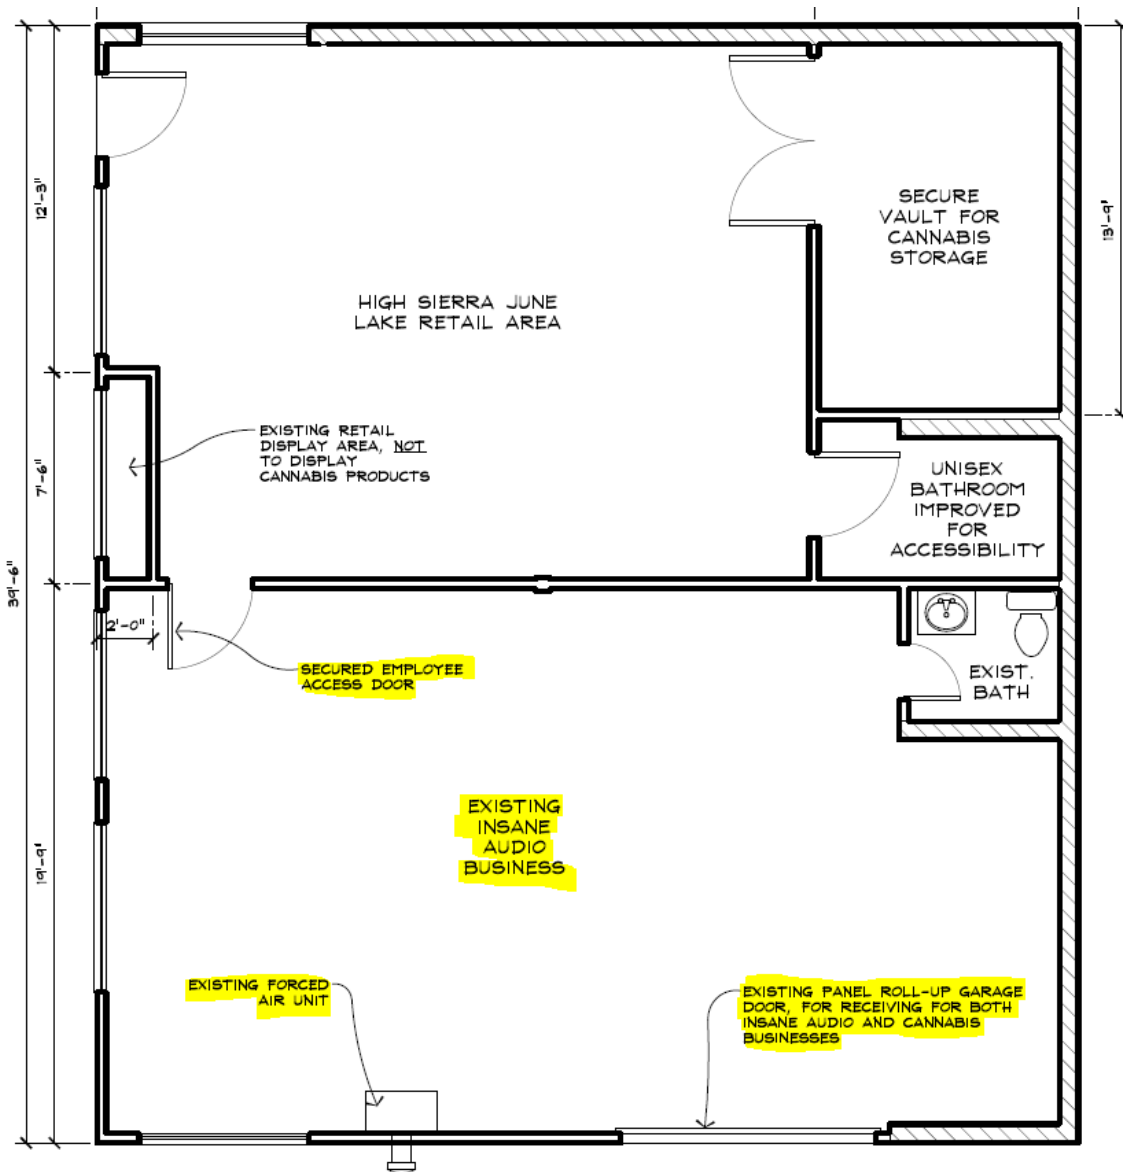 SECURE
VAULT FOR
CANNABIS
STORAGE
12'-3"
13'-9"
HIGH SIERRA JUNE
LAKE RETAIL AREA
EXISTING RETAIL
DISPLAY AREA, NOT
TO DISPLAY
CANNABIS PRODUCTS
7'-6"
UNISEX
BATHROOM
IMPROVED
FOR
ACCESSIBILITY
39'-6"
2'-0"
SECURED EMPLOYEE
ACCESS DOOR
EXIST.
BATH
EXISTING
INSANE
AUDIO
BUSINESS
19'-9"
EXISTING FORCED
AIR UNIT
EXISTING PANEL ROLL-UP GARAGE
DOOR, FOR RECEIVING FOR BOTH
INSANE AUDIO AND CANNABIS
BUSINESSES